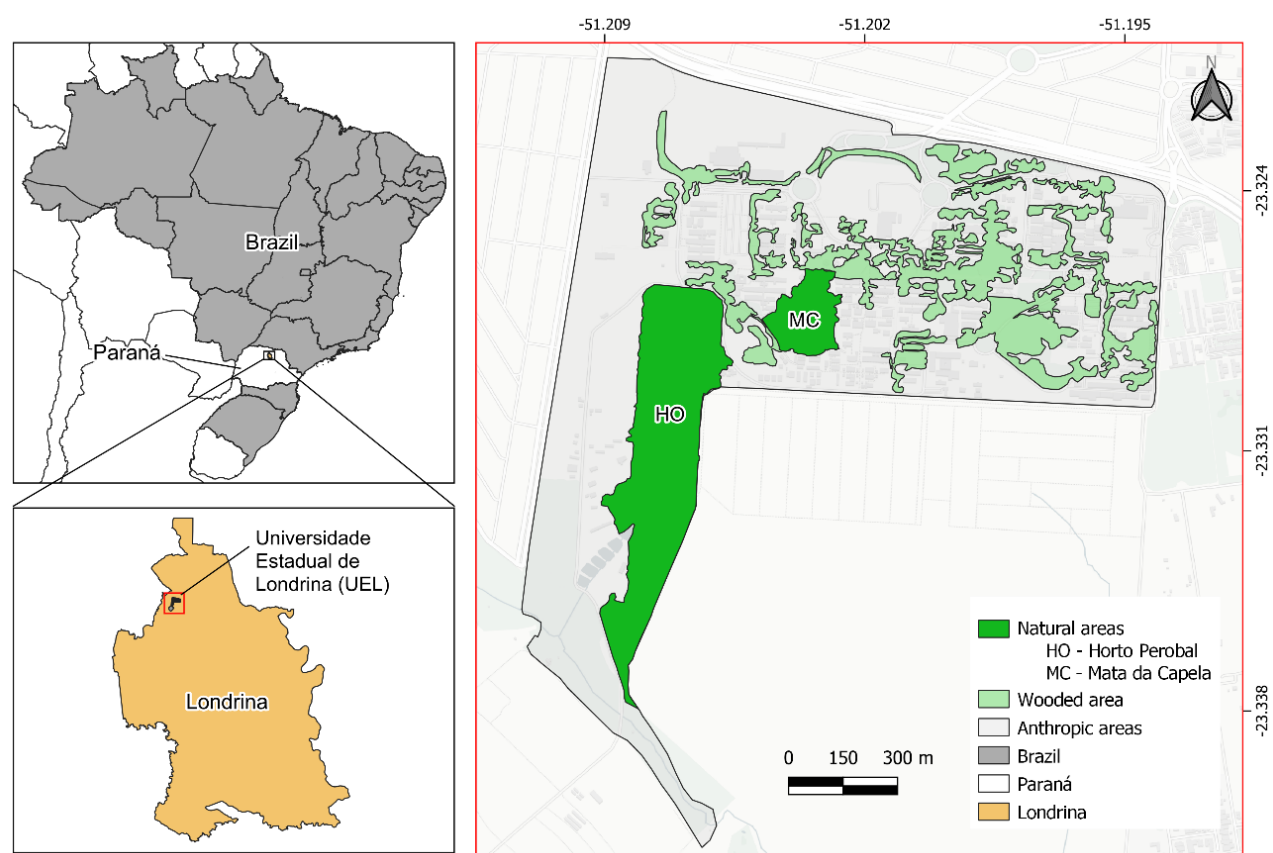 Brazil
Paraná
Universidade
Estadual de
Londrina (UEL)
Londrina
-51.209
-51.202
-51.195
N
-23.324
-23.331
-23.338
MC
HO
0 150 300 m
Natural areas
HO - Horto Perobal
MC - Mata da Capela
Wooded area
Anthropic areas
Brazil
Paraná
Londrina